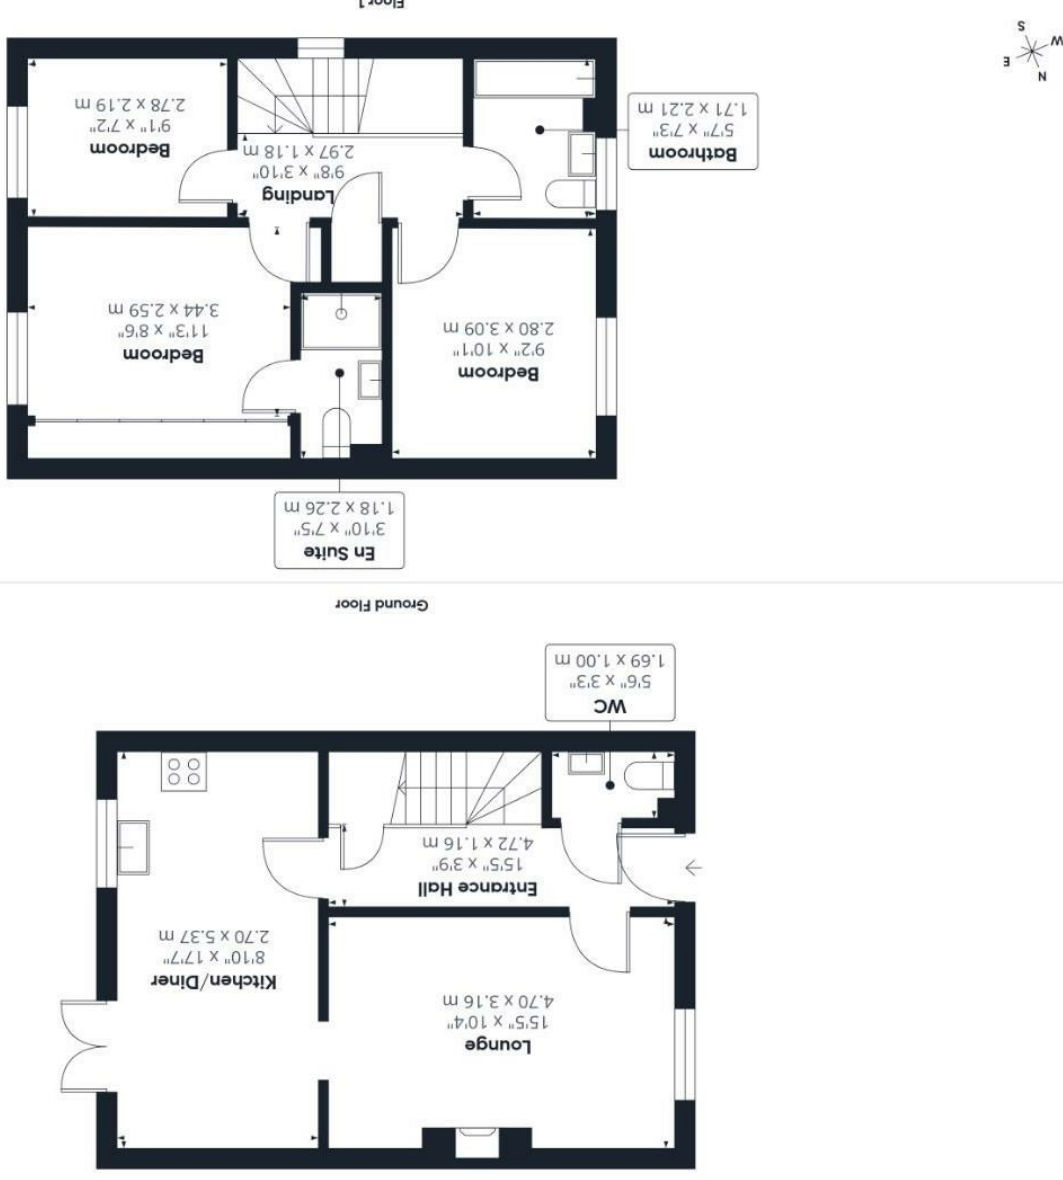 Lounge
15'5" x 10'4"
4.70 x 3.16 m
Kitchen/Diner
8'10" x 17'7"
2.70 x 5.37 m
Entrance Hall
15'5" x 3'9"
4.72 x 1.16 m
WC
5'6" x 3'3"
1.69 x 1.00 m
Ground Floor
En Suite
3'10" x 7'5"
1.18 x 2.26 m
Bedroom
9'2" x 10'1"
2.80 x 3.09 m
Bedroom
11'3" x 8'6"
3.44 x 2.59 m
Landing
9'8" x 3'10"
2.97 x 1.18 m
Bathroom
5'7" x 7'3"
1.71 x 2.21 m
Bedroom
9'1" x 7'2"
2.78 x 2.19 m
N
E
W
S
Floor 1